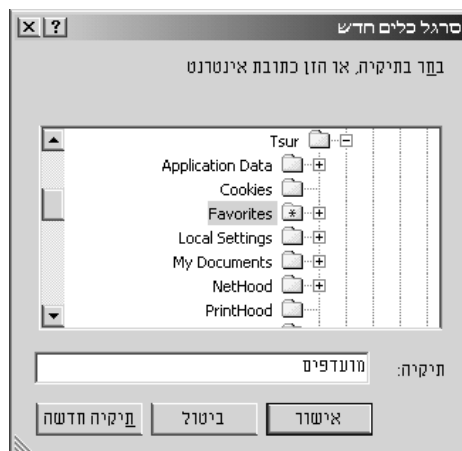 סרגל כלים חדש
בחר בתיקיה, או הזן כתובת אינטרנט
Tsur
Application Data
Cookies
Favorites
Local Settings
My Documents
NetHood
PrintHood
תיקיה: מועדפים
אישור ביטול תיקיה חדשה